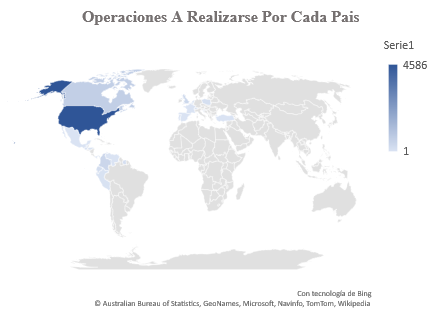 Operaciones A Realizarse Por Cada Pais
Serie1
4586
1
Con tecnología de Bing
© Australian Bureau of Statistics, GeoNames, Microsoft, Navinfo, TomTom, Wikipedia